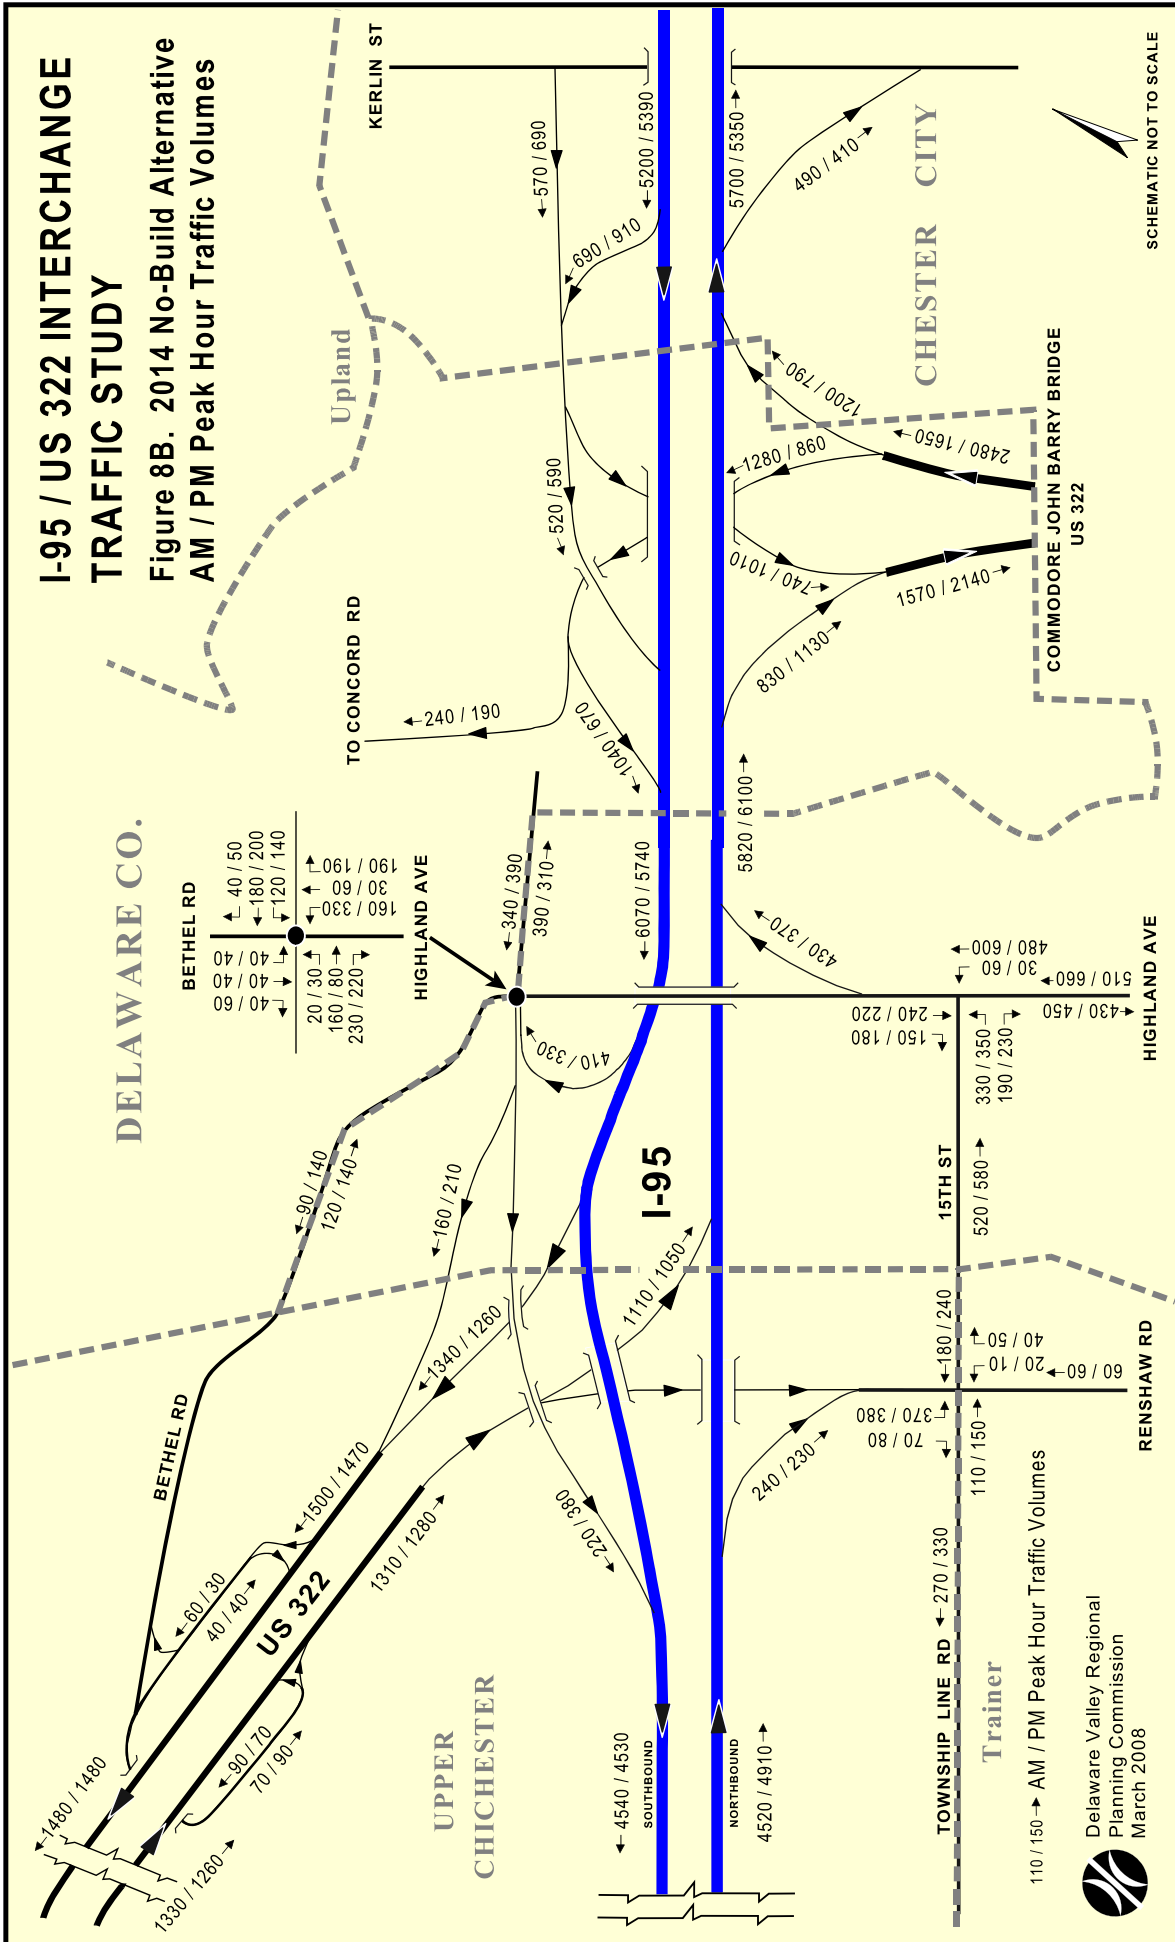 I-95 / US 322 INTERCHANGE
TRAFFIC STUDY
Figure 8B. 2014 No-Build Alternative
AM / PM Peak Hour Traffic Volumes
KERLIN ST
←570 / 690
←5200 / 5390
5700 / 5350→
490 / 410→
←690 / 910
Upland
CHESTER CITY
SCHEMATIC NOT TO SCALE
1200 / 790→
←1280 / 860
2480 / 1650→
←520 / 590
740 / 1010→
1570 / 2140→
830 / 1130→
COMMODORE JOHN BARRY BRIDGE
US 322
TO CONCORD RD
←240 / 190
←1040 / 670
DELAWARE CO.
5820 / 6100→
←6070 / 5740
←340 / 390
390 / 310→
BETHEL RD
40 / 50
180 / 200
120 / 140
190 / 190
30 / 60
160 / 330
40 / 40
40 / 40
40 / 60
20 / 30
160 / 80
230 / 220
HIGHLAND AVE
430 / 370→
480 / 600
30 / 60
510 / 660
430 / 450→
240 / 220
150 / 180
330 / 350
190 / 230
HIGHLAND AVE
410 / 330→
←90 / 140
120 / 140→
←160 / 210
I-95
15TH ST
520 / 580→
1110 / 1050→
←1340 / 1260
←180 / 240
40 / 50
20 / 10
60 / 60
370 / 380
70 / 80
110 / 150
RENSHAW RD
BETHEL RD
←1500 / 1470
1310 / 1280→
←220 / 380
240 / 230→
←60 / 30
40 / 40→
US 322
←90 / 70
70 / 90→
←1480 / 1480
1330 / 1260→
UPPER
CHICHESTER
←4540 / 4530
SOUTHBOUND
NORTHBOUND
4520 / 4910→
TOWNSHIP LINE RD ←270 / 330
Trainer
110 / 150→ AM / PM Peak Hour Traffic Volumes
Delaware Valley Regional
Planning Commission
March 2008